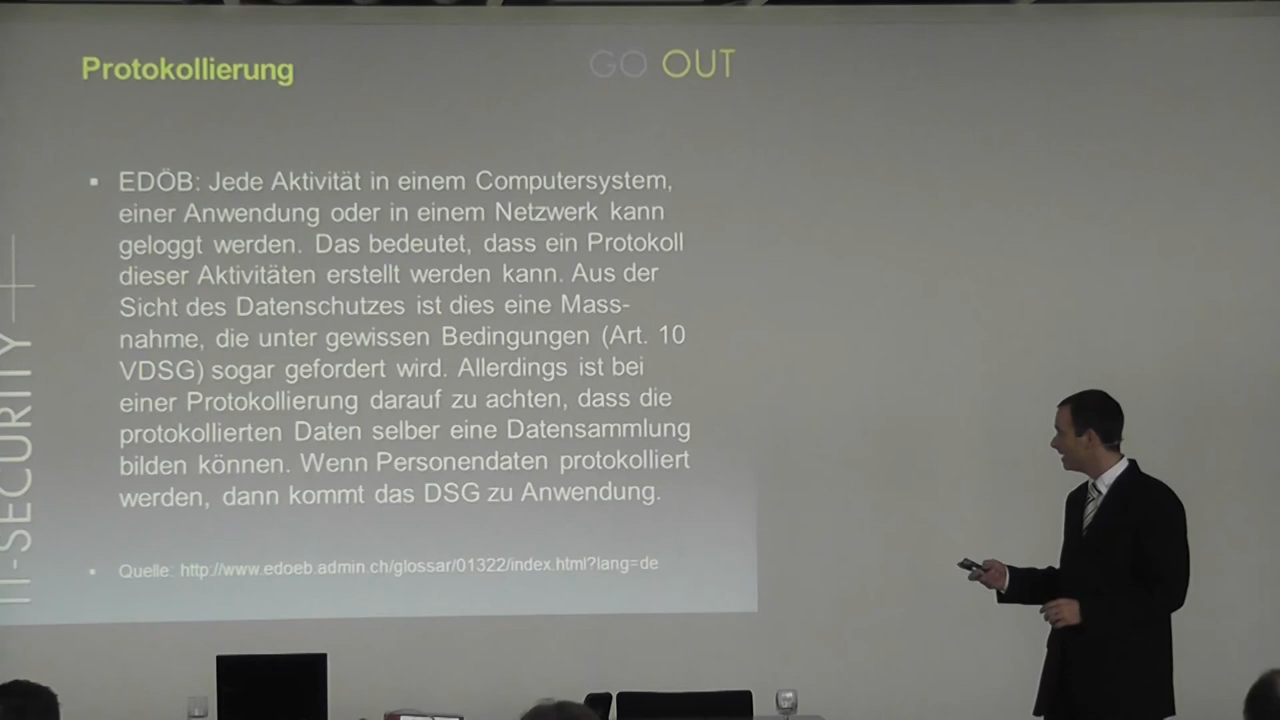 Protokollierung
GO OUT
▪ EDÖB: Jede Aktivität in einem Computersystem,
einer Anwendung oder in einem Netzwerk kann
geloggt werden. Das bedeutet, dass ein Protokoll
dieser Aktivitäten erstellt werden kann. Aus der
Sicht des Datenschutzes ist dies eine Mass-
nahme, die unter gewissen Bedingungen (Art. 10
VDSG) sogar gefordert wird. Allerdings ist bei
einer Protokollierung darauf zu achten, dass die
protokollierten Daten selber eine Datensammlung
bilden können. Wenn Personendaten protokolliert
werden, dann kommt das DSG zu Anwendung.
▪ Quelle: http://www.edoeb.admin.ch/glossar/01322/index.html?lang=de
IT-SECURITY